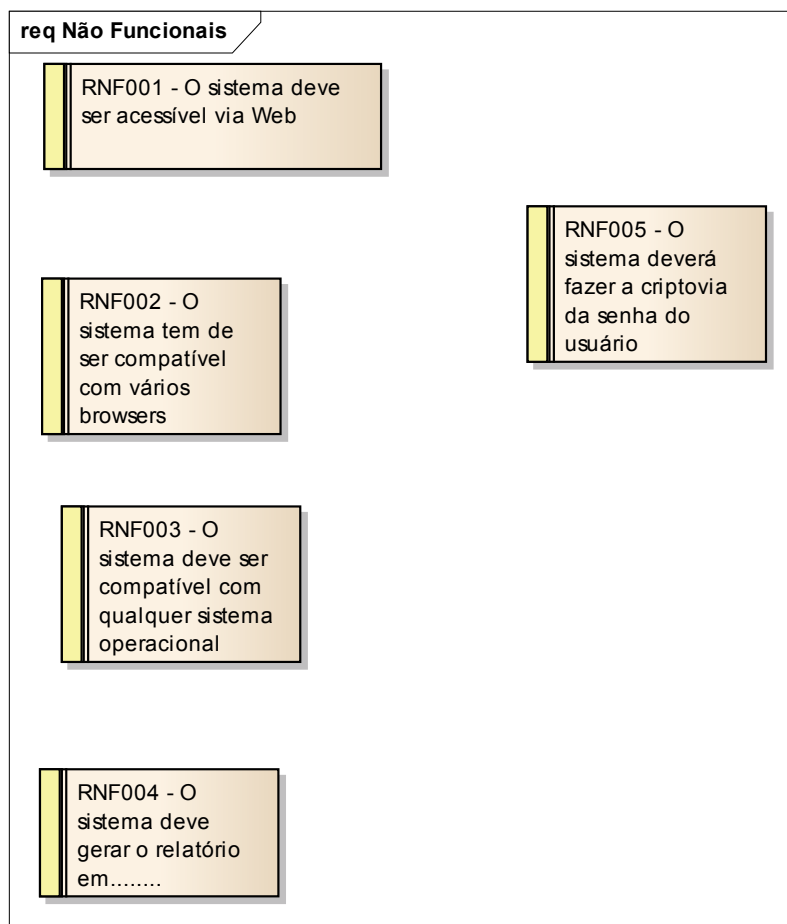 req Não Funcionais
RNF001 - O sistema deve
ser acessível via Web
RNF005 - O
sistema deverá
fazer a criptovia
da senha do
usuário
RNF002 - O
sistema tem de
ser compatível
com vários
browsers
RNF003 - O
sistema deve ser
compatível com
qualquer sistema
operacional
RNF004 - O
sistema deve
gerar o relatório
em........